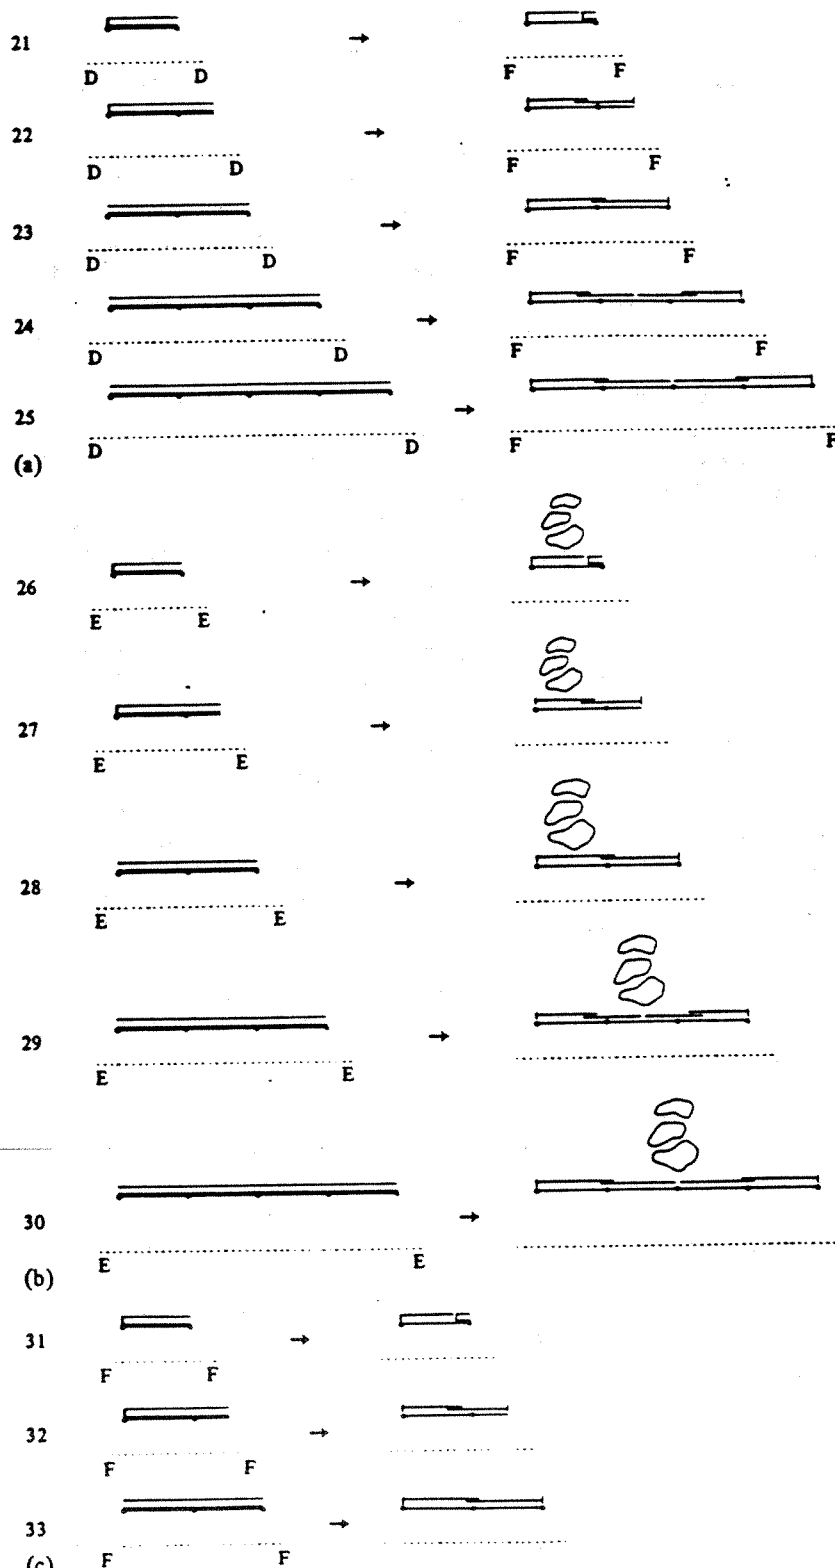 21
D D F F
22
D D F F
23
D D F F
24
D D F F
25
D D F F
(a)
26
E E
27
E E
28
E E
29
E E
30
E E
(b)
31
F F
32
F F
33
F F
(c)